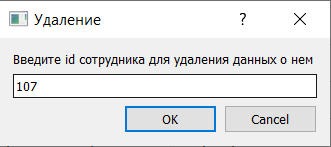 Удаление
?
Введите id сотрудника для удаления данных о нем
107
OK
Cancel